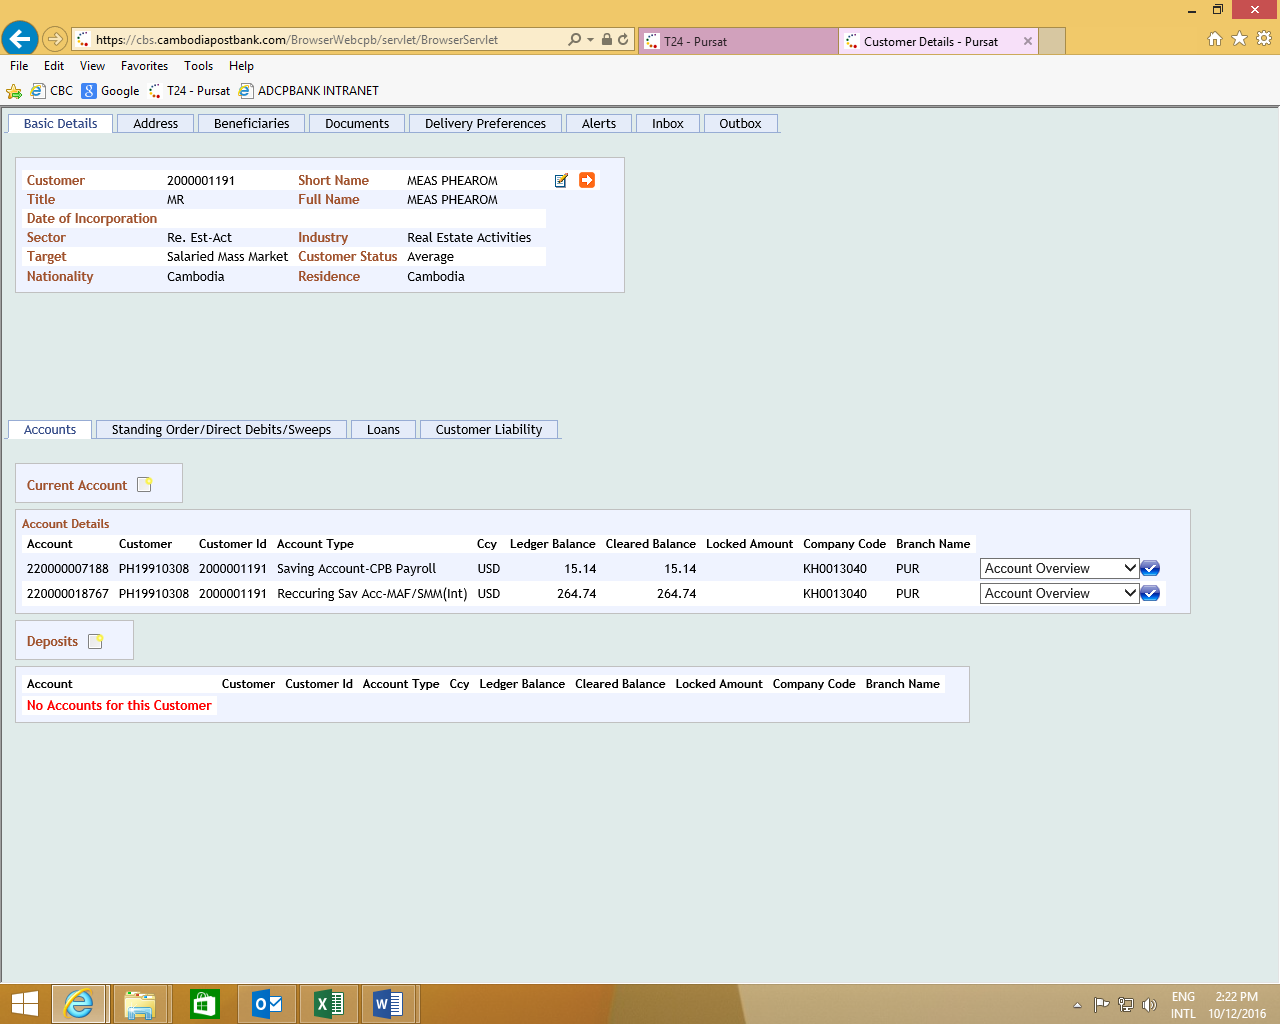 https://cbs.cambodiapostbank.com/BrowserWebcpb/servlet/BrowserServlet T24 - Pursat Customer Details - Pursat
File Edit View Favorites Tools Help
CBC Google T24 - Pursat ADCPBANK INTRANET
Basic Details Address Beneficiaries Documents Delivery Preferences Alerts Inbox Outbox
Customer 2000001191 Short Name MEAS PHEAROM
Title MR Full Name MEAS PHEAROM
Date of Incorporation
Sector Re. Est-Act Industry Real Estate Activities
Target Salaried Mass Market Customer Status Average
Nationality Cambodia Residence Cambodia
Accounts Standing Order/Direct Debits/Sweeps Loans Customer Liability
Current Account
Account Details
Account Customer Customer Id Account Type Ccy Ledger Balance Cleared Balance Locked Amount Company Code Branch Name
220000007188 PH19910308 2000001191 Saving Account-CPB Payroll USD 15.14 15.14 KH0013040 PUR Account Overview
220000018767 PH19910308 2000001191 Reccuring Sav Acc-MAF/SMM(Int) USD 264.74 264.74 KH0013040 PUR Account Overview
Deposits
Account Customer Customer Id Account Type Ccy Ledger Balance Cleared Balance Locked Amount Company Code Branch Name
No Accounts for this Customer
ENG 2:22 PM
INTL 10/12/2016